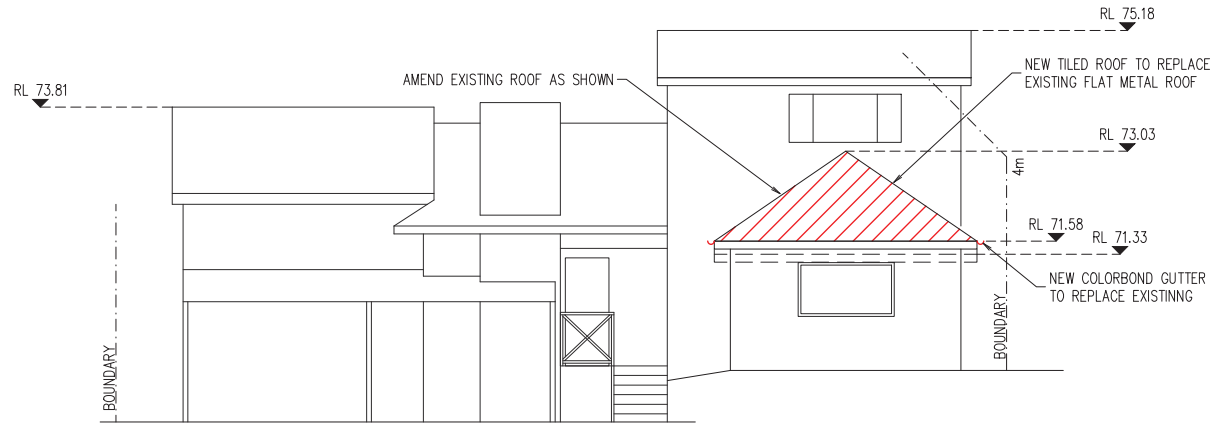 RL 75.18
NEW TILED ROOF TO REPLACE
EXISTING FLAT METAL ROOF
AMEND EXISTING ROOF AS SHOWN
RL 73.81
RL 73.03
4m
RL 71.58
RL 71.33
NEW COLORBOND GUTTER
TO REPLACE EXISTINNG
BOUNDARY
BOUNDARY